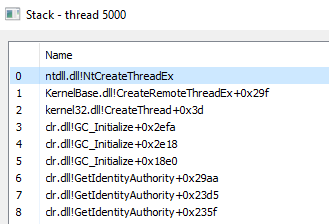 Stack - thread 5000
Name
0 ntdll.dll!NtCreateThreadEx
1 KernelBase.dll!CreateRemoteThreadEx+0x29f
2 kernel32.dll!CreateThread+0x3d
3 clr.dll!GC_Initialize+0x2efa
4 clr.dll!GC_Initialize+0x2e18
5 clr.dll!GC_Initialize+0x18e0
6 clr.dll!GetIdentityAuthority+0x29aa
7 clr.dll!GetIdentityAuthority+0x23d5
8 clr.dll!GetIdentityAuthority+0x235f